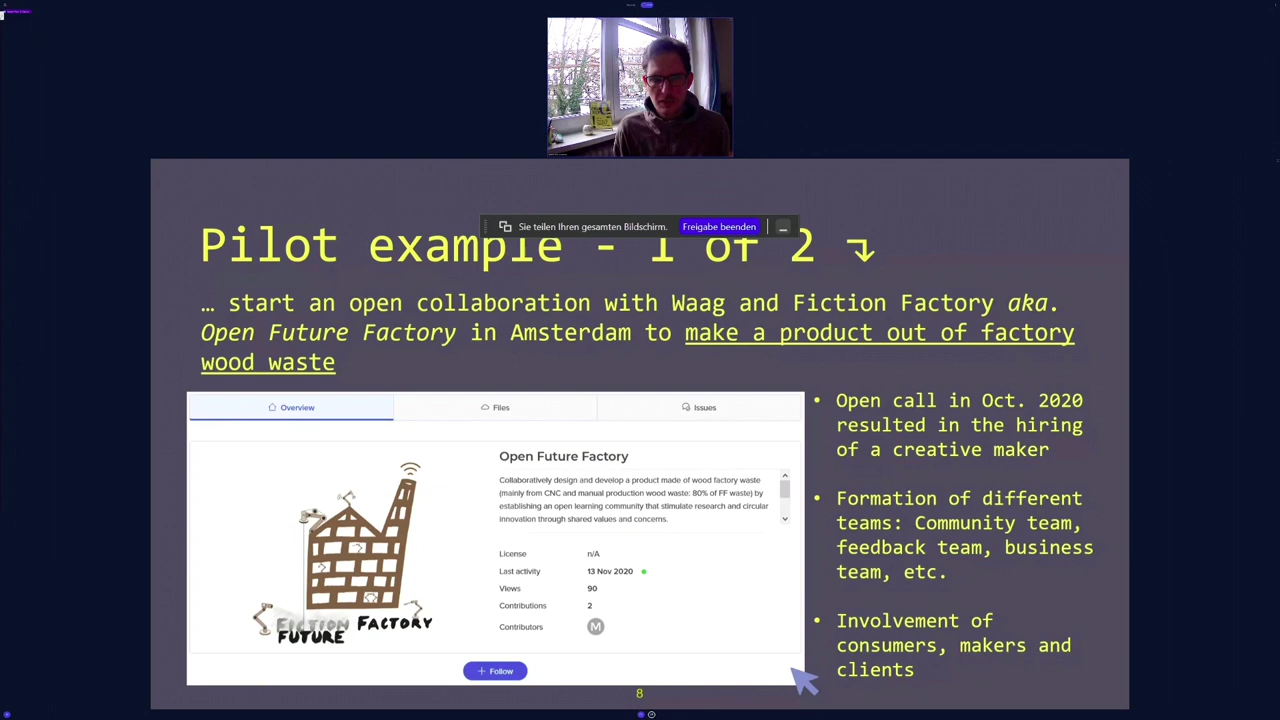 Sie teilen Ihren gesamten Bildschirm.
Freigabe beenden
Pilot example - 1 of 2 ↴
… start an open collaboration with Waag and Fiction Factory aka.
Open Future Factory in Amsterdam to make a product out of factory
wood waste
Overview
Files
Issues
Open Future Factory
Collaboratively design and develop a product made of wood factory waste
(mainly from CNC and manual production wood waste: 80% of FF waste) by
establishing an open learning community that stimulate research and circular
innovation through shared values and concerns.
License n/A
Last activity 13 Nov 2020
Views 90
Contributions 2
Contributors M
FICTION FACTORY
FUTURE
+ Follow
• Open call in Oct. 2020
resulted in the hiring
of a creative maker
• Formation of different
teams: Community team,
feedback team, business
team, etc.
• Involvement of
consumers, makers and
clients
8